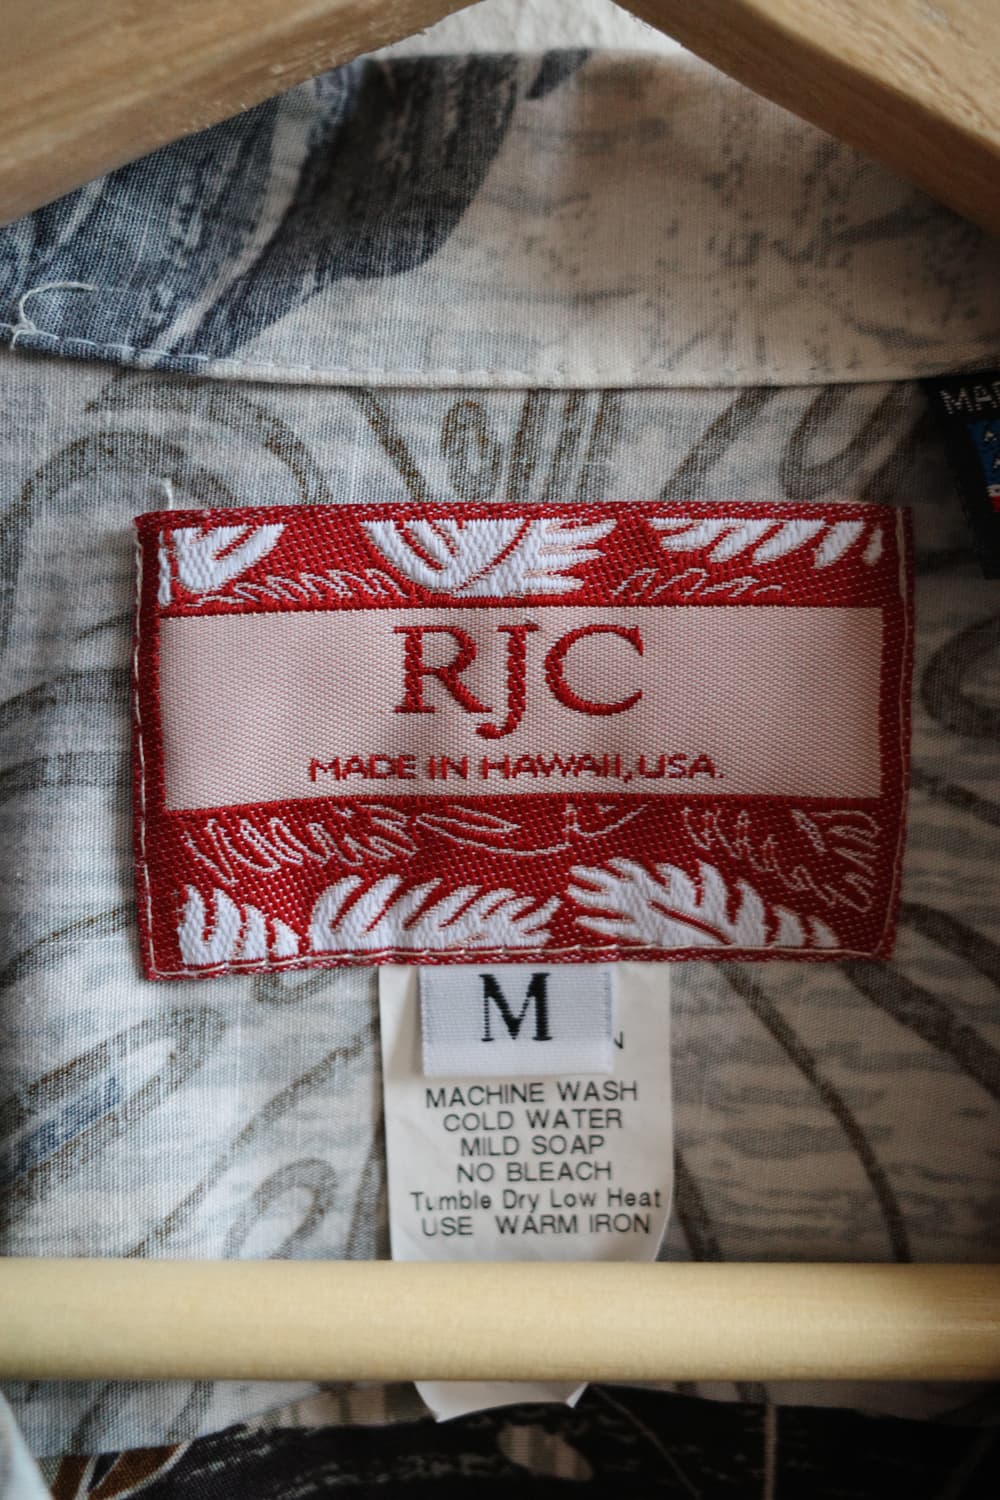 RJC
MADE IN HAWAII, USA.
M
MACHINE WASH
COLD WATER
MILD SOAP
NO BLEACH
Tumble Dry Low Heat
USE WARM IRON